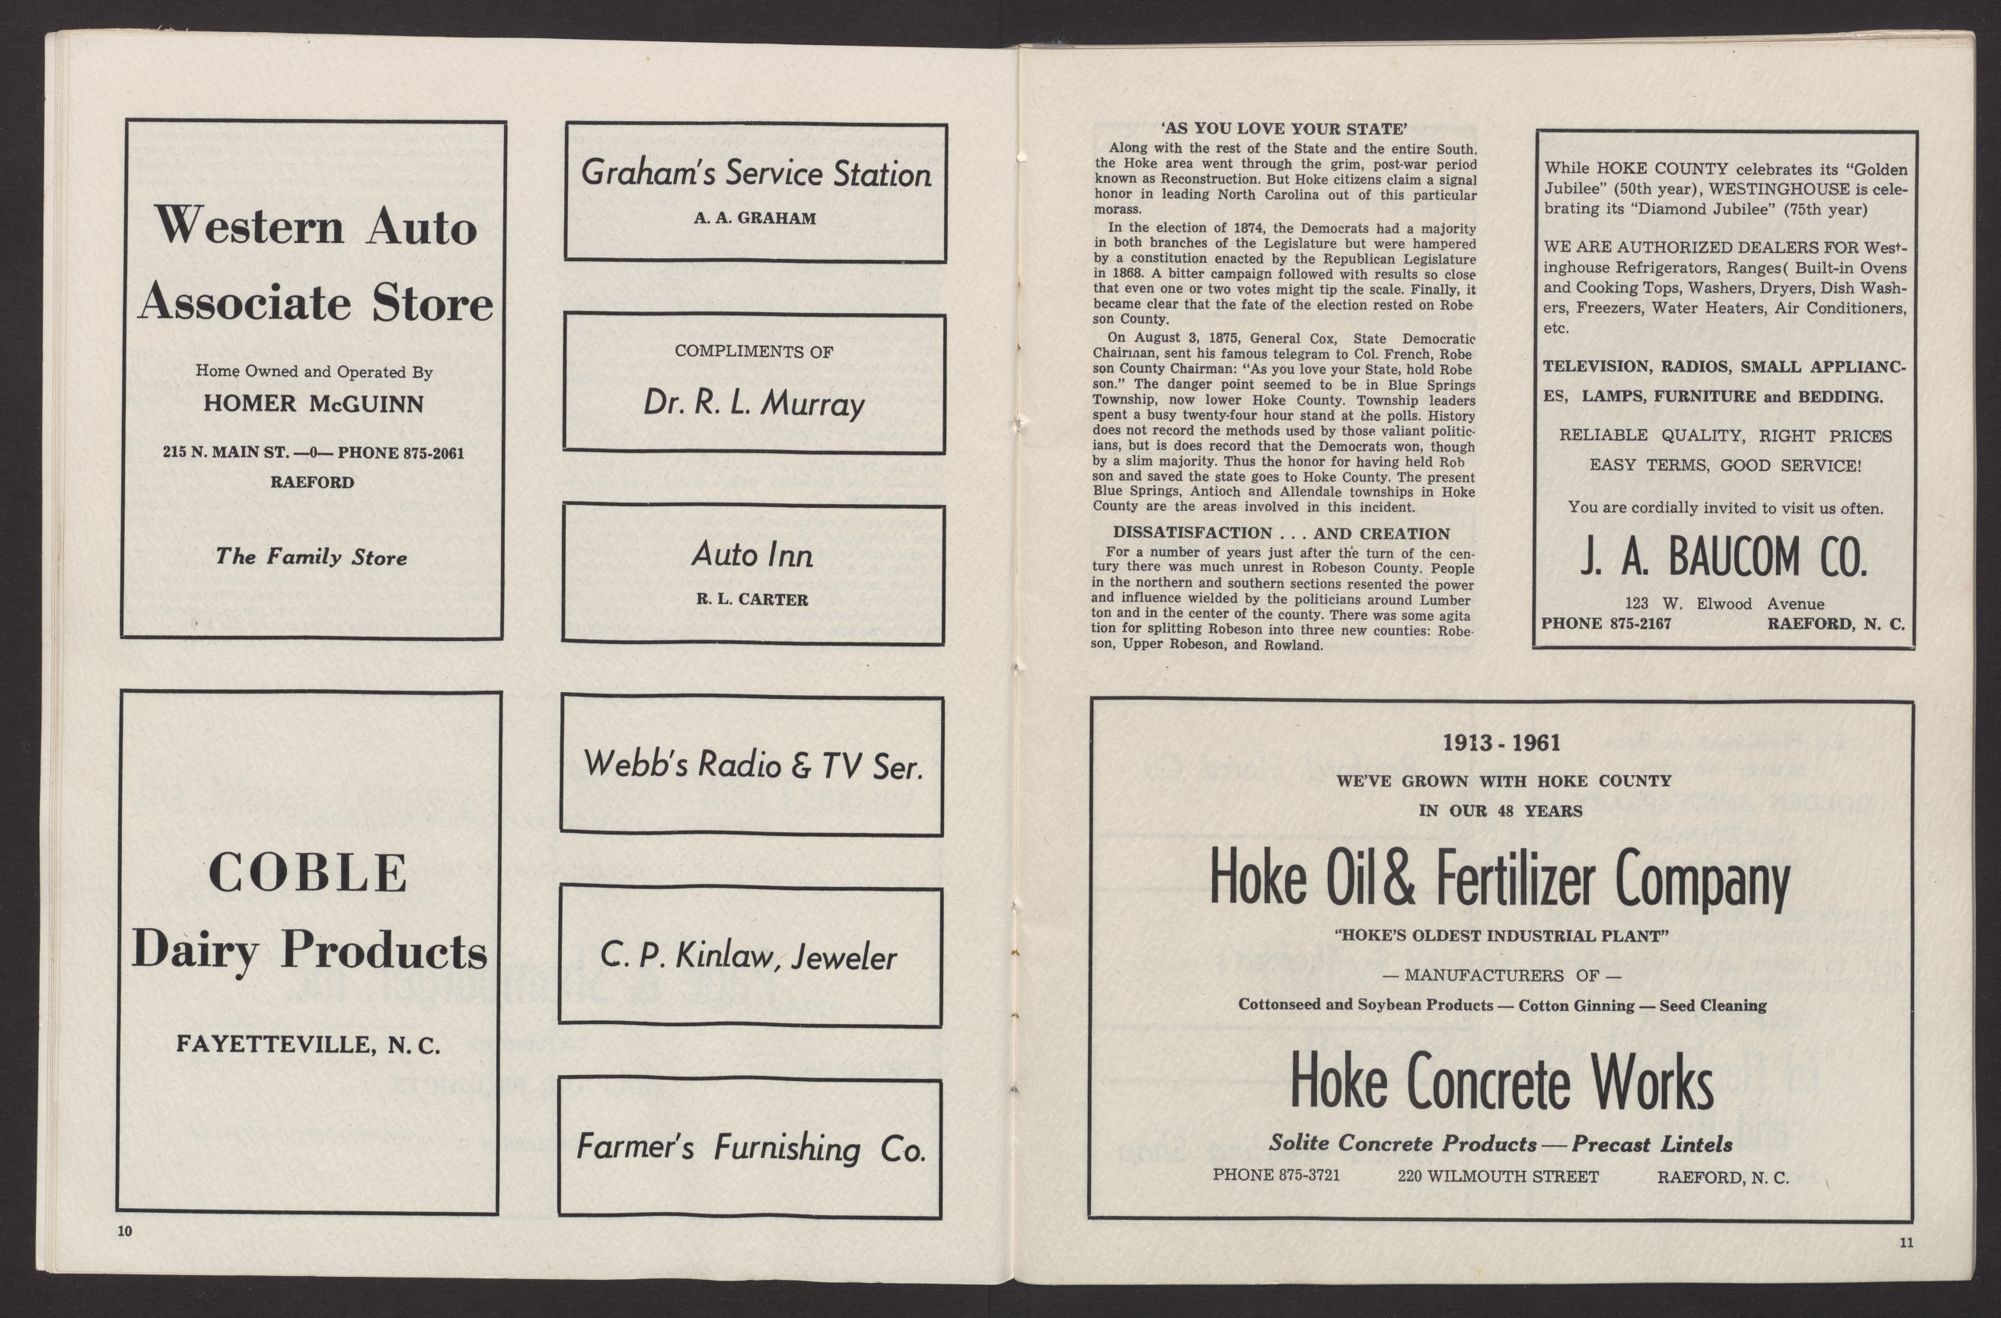 Western Auto
Associate Store
Home Owned and Operated By
HOMER McGUINN
215 N. MAIN ST. —0— PHONE 875-2061
RAEFORD
The Family Store
COBLE
Dairy Products
FAYETTEVILLE, N. C.
10
Graham's Service Station
A. A. GRAHAM
COMPLIMENTS OF
Dr. R. L. Murray
Auto Inn
R. L. CARTER
Webb's Radio & TV Ser.
C. P. Kinlaw, Jeweler
Farmer's Furnishing Co.
'AS YOU LOVE YOUR STATE'
Along with the rest of the State and the entire South,
the Hoke area went through the grim, post-war period
known as Reconstruction. But Hoke citizens claim a signal
honor in leading North Carolina out of this particular
morass.
In the election of 1874, the Democrats had a majority
in both branches of the Legislature but were hampered
by a constitution enacted by the Republican Legislature
in 1868. A bitter campaign followed with results so close
that even one or two votes might tip the scale. Finally, it
became clear that the fate of the election rested on Robe
son County.
On August 3, 1875, General Cox, State Democratic
Chairman, sent his famous telegram to Col. French, Robe
son County Chairman: "As you love your State, hold Robe
son." The danger point seemed to be in Blue Springs
Township, now lower Hoke County. Township leaders
spent a busy twenty-four hour stand at the polls. History
does not record the methods used by those valiant politic-
ians, but is does record that the Democrats won, though
by a slim majority. Thus the honor for having held Rob
son and saved the state goes to Hoke County. The present
Blue Springs, Antioch and Allendale townships in Hoke
County are the areas involved in this incident.
DISSATISFACTION . . . AND CREATION
For a number of years just after the turn of the cen-
tury there was much unrest in Robeson County. People
in the northern and southern sections resented the power
and influence wielded by the politicians around Lumber
ton and in the center of the county. There was some agita
tion for splitting Robeson into three new counties: Robe-
son, Upper Robeson, and Rowland.
While HOKE COUNTY celebrates its "Golden
Jubilee" (50th year), WESTINGHOUSE is cele-
brating its "Diamond Jubilee" (75th year)
WE ARE AUTHORIZED DEALERS FOR West-
inghouse Refrigerators, Ranges( Built-in Ovens
and Cooking Tops, Washers, Dryers, Dish Wash-
ers, Freezers, Water Heaters, Air Conditioners,
etc.
TELEVISION, RADIOS, SMALL APPLIANC-
ES, LAMPS, FURNITURE and BEDDING.
RELIABLE QUALITY, RIGHT PRICES
EASY TERMS, GOOD SERVICE!
You are cordially invited to visit us often.
J. A. BAUCOM CO.
123 W. Elwood Avenue
PHONE 875-2167 RAEFORD, N. C.
1913 - 1961
WE'VE GROWN WITH HOKE COUNTY
IN OUR 48 YEARS
Hoke Oil & Fertilizer Company
"HOKE'S OLDEST INDUSTRIAL PLANT"
— MANUFACTURERS OF —
Cottonseed and Soybean Products — Cotton Ginning — Seed Cleaning
Hoke Concrete Works
Solite Concrete Products — Precast Lintels
PHONE 875-3721 220 WILMOUTH STREET RAEFORD, N. C.
11